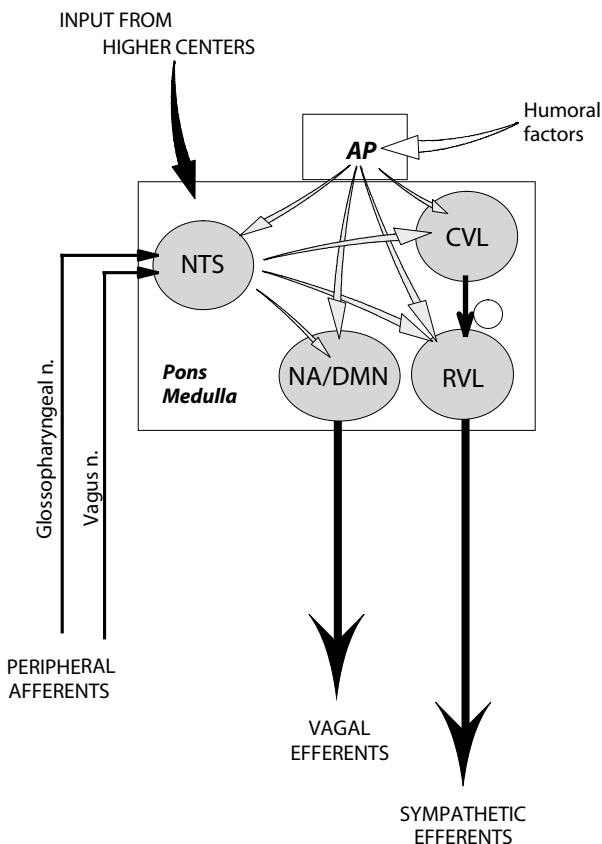 INPUT FROM
HIGHER CENTERS
Humoral
factors
AP
CVL
NTS
NA/DMN
RVL
Pons
Medulla
Glossopharyngeal n.
Vagus n.
PERIPHERAL
AFFERENTS
VAGAL
EFFERENTS
SYMPATHETIC
EFFERENTS